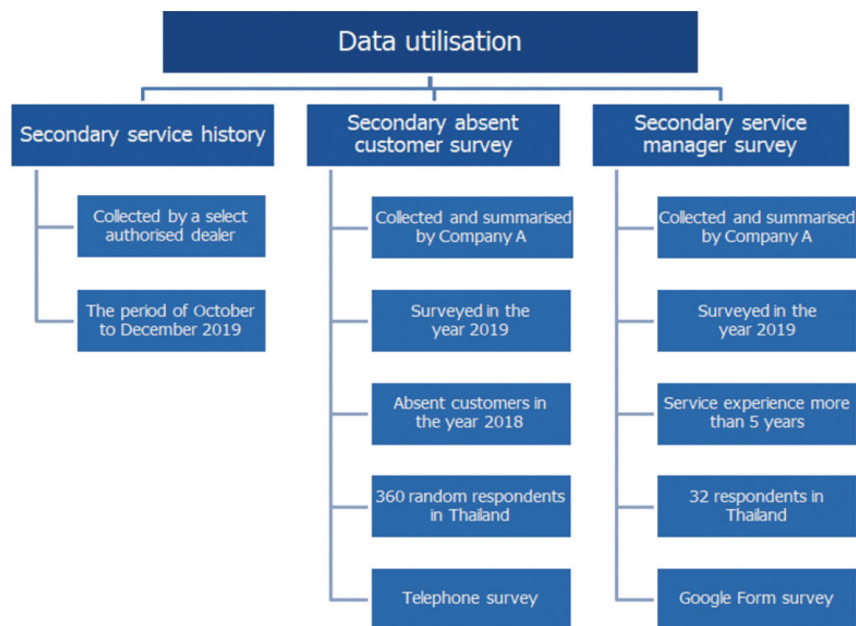 Data utilisation
Secondary service history
Collected by a select
authorised dealer
The period of October
to December 2019
Secondary absent
customer survey
Collected and summarised
by Company A
Surveyed in the
year 2019
Absent customers in
the year 2018
360 random respondents
in Thailand
Telephone survey
Secondary service
manager survey
Collected and summarised
by Company A
Surveyed in the
year 2019
Service experience more
than 5 years
32 respondents in
Thailand
Google Form survey